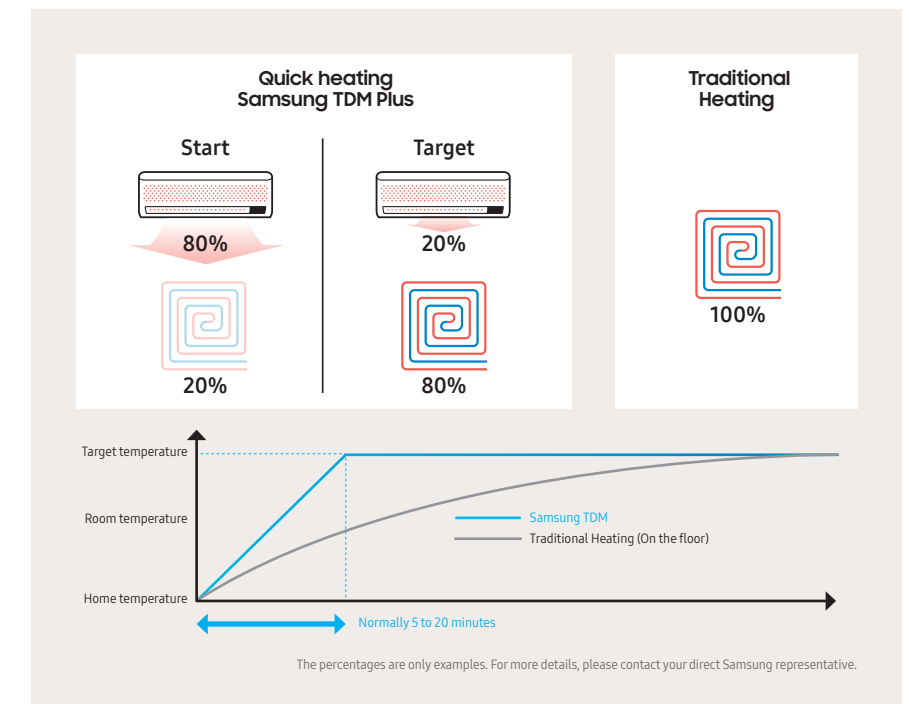 Quick heating
Samsung TDM Plus
Start
Target
80%
20%
20%
80%
Traditional
Heating
100%
Target temperature
Room temperature
Home temperature
Samsung TDM
Traditional Heating (On the floor)
Normally 5 to 20 minutes
The percentages are only examples. For more details, please contact your direct Samsung representative.